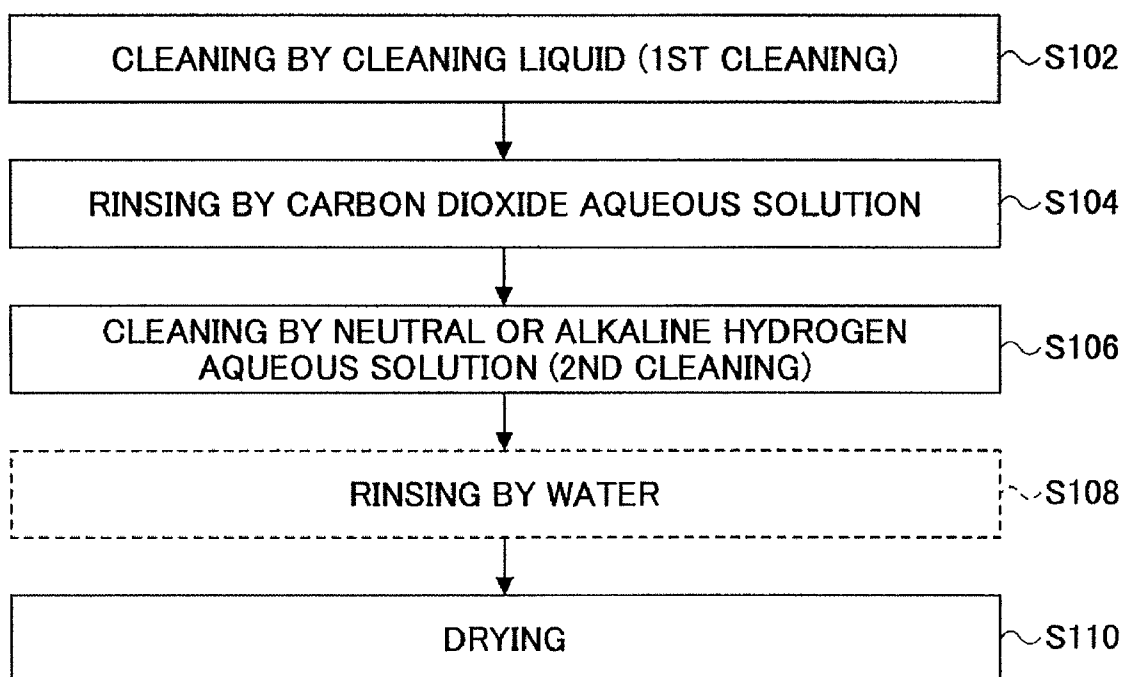 CLEANING BY CLEANING LIQUID (1ST CLEANING)
S102
RINSING BY CARBON DIOXIDE AQUEOUS SOLUTION
S104
CLEANING BY NEUTRAL OR ALKALINE HYDROGEN
AQUEOUS SOLUTION (2ND CLEANING)
S106
RINSING BY WATER
S108
DRYING
S110